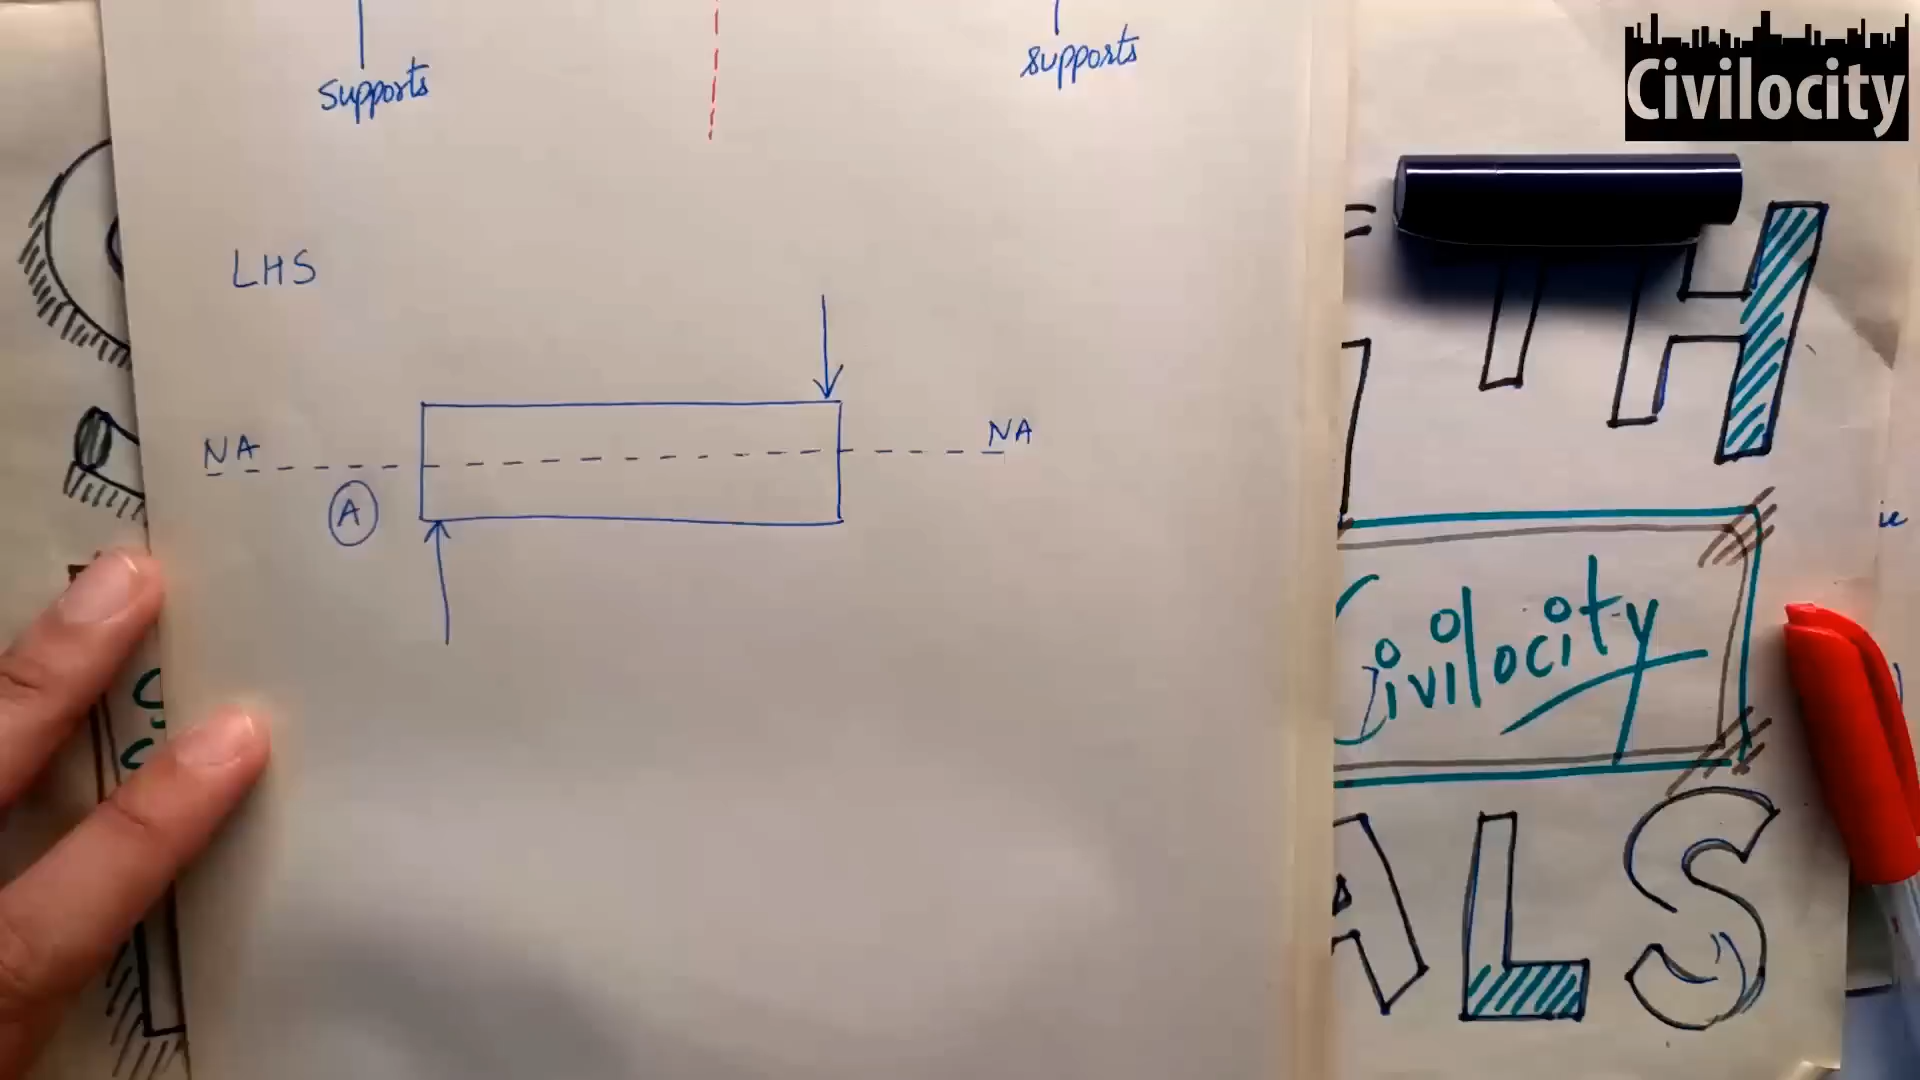 supports
supports
Civilocity
LHS
NA
NA
A
TH
Civilocity
ALS